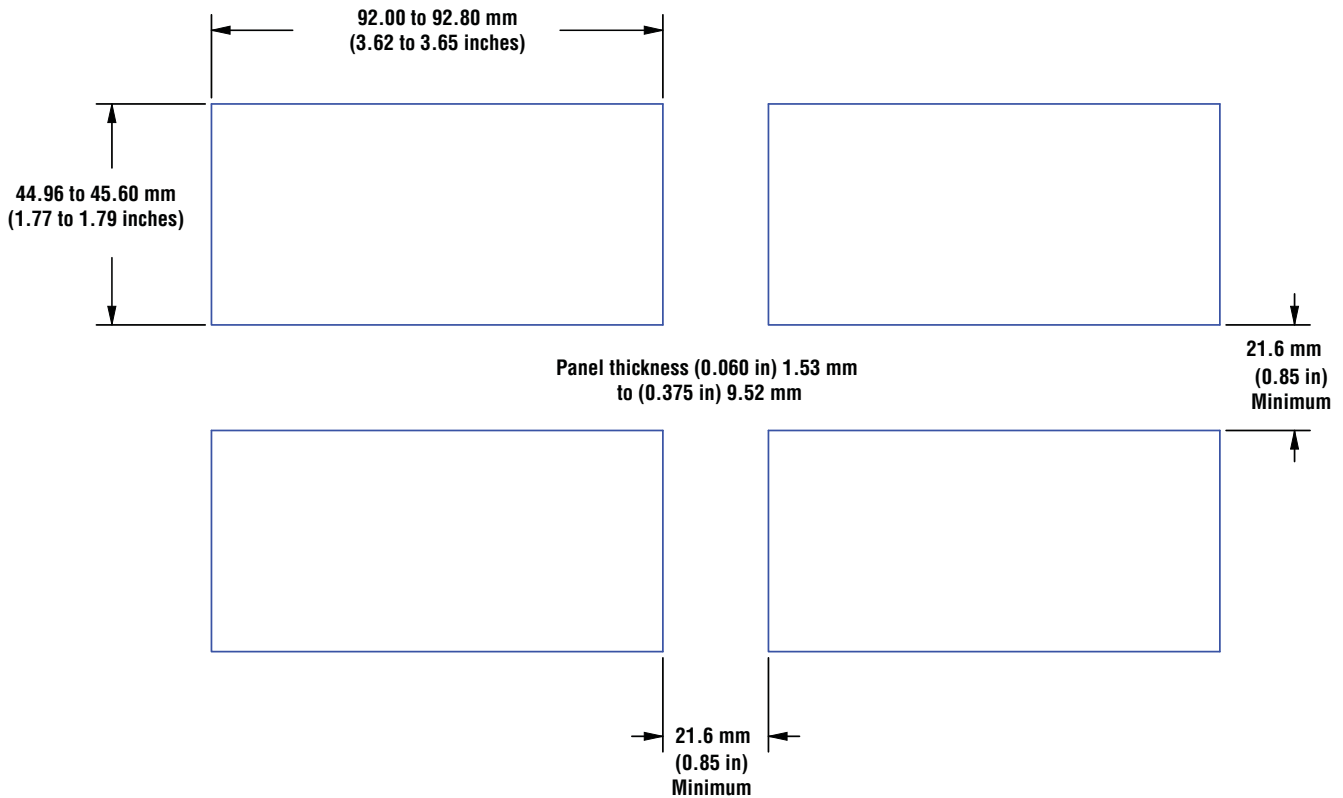 92.00 to 92.80 mm
(3.62 to 3.65 inches)
44.96 to 45.60 mm
(1.77 to 1.79 inches)
21.6 mm
(0.85 in)
Minimum
Panel thickness (0.060 in) 1.53 mm
to (0.375 in) 9.52 mm
21.6 mm
(0.85 in)
Minimum